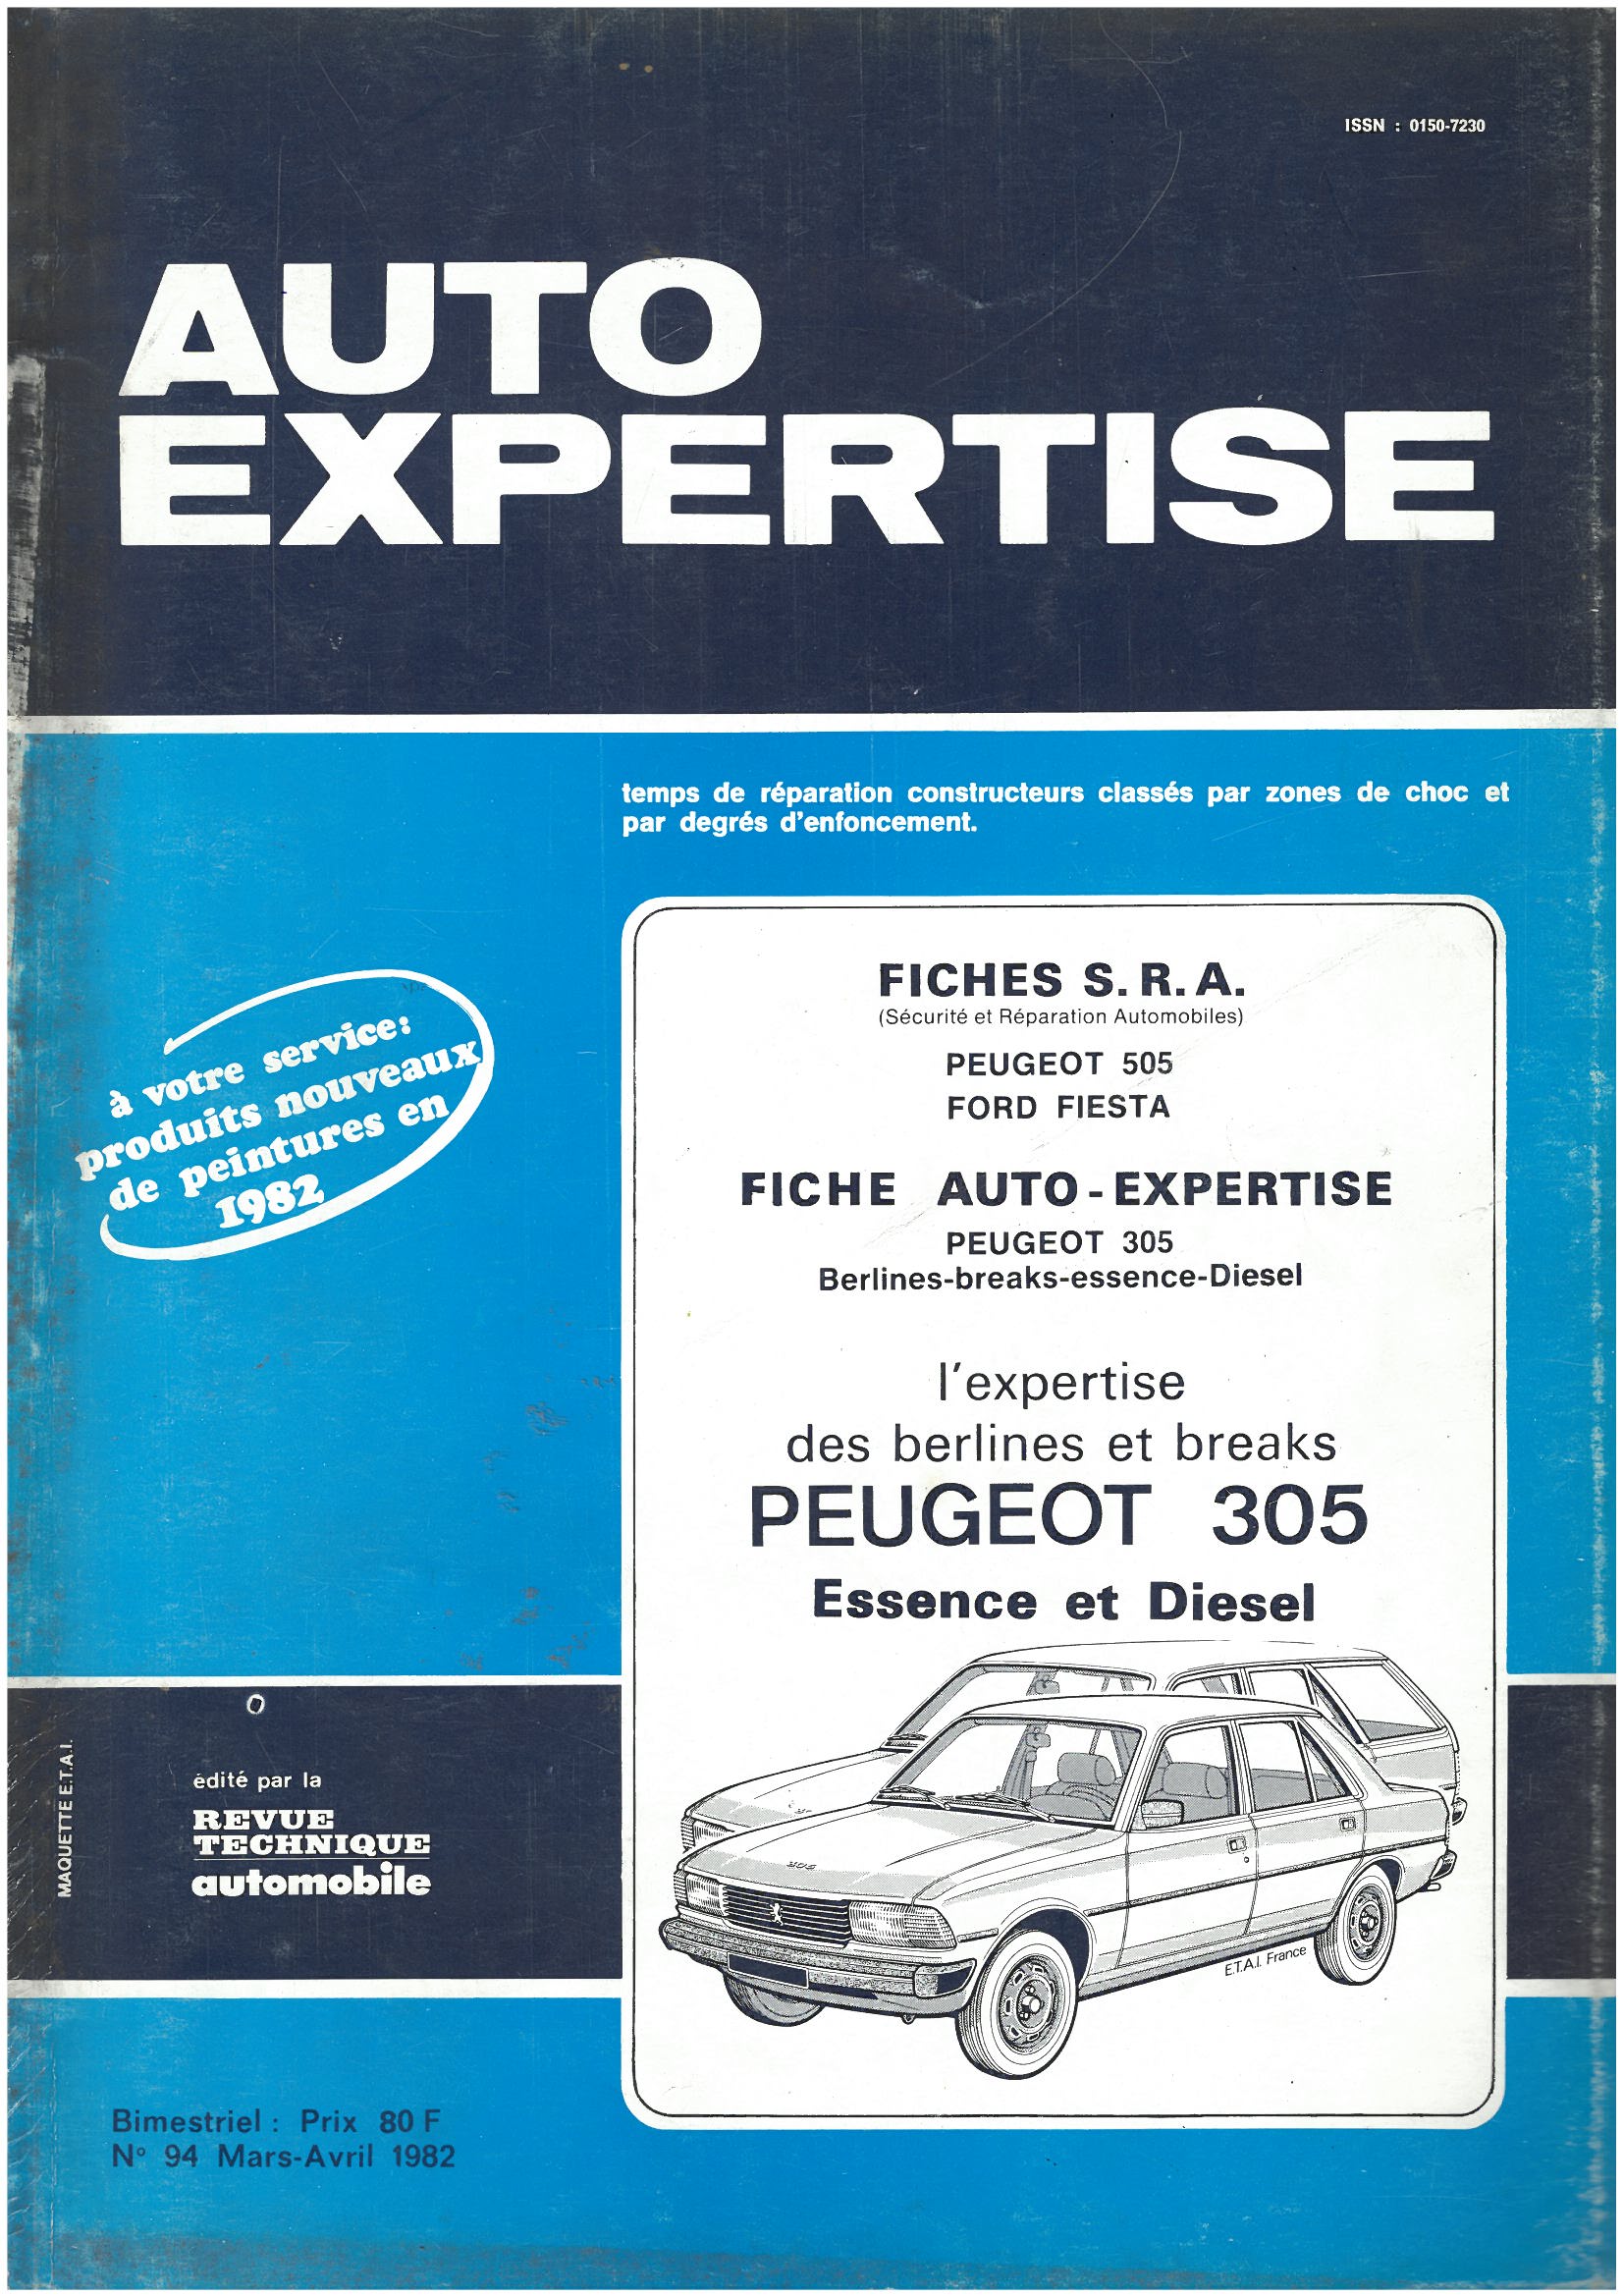 ISSN : 0150-7230
AUTO
EXPERTISE
temps de réparation constructeurs classés par zones de choc et
par degrés d'enfoncement.
à votre service:
produits nouveaux
de peintures en
1982
FICHES S.R.A.
(Sécurité et Réparation Automobiles)
PEUGEOT 505
FORD FIESTA
FICHE AUTO-EXPERTISE
PEUGEOT 305
Berlines-breaks-essence-Diesel
l'expertise
des berlines et breaks
PEUGEOT 305
Essence et Diesel
305
E.T.A.I. France
MAQUETTE E.T.A.I.
édité par la
REVUE
TECHNIQUE
automobile
Bimestriel : Prix 80 F
N° 94 Mars-Avril 1982